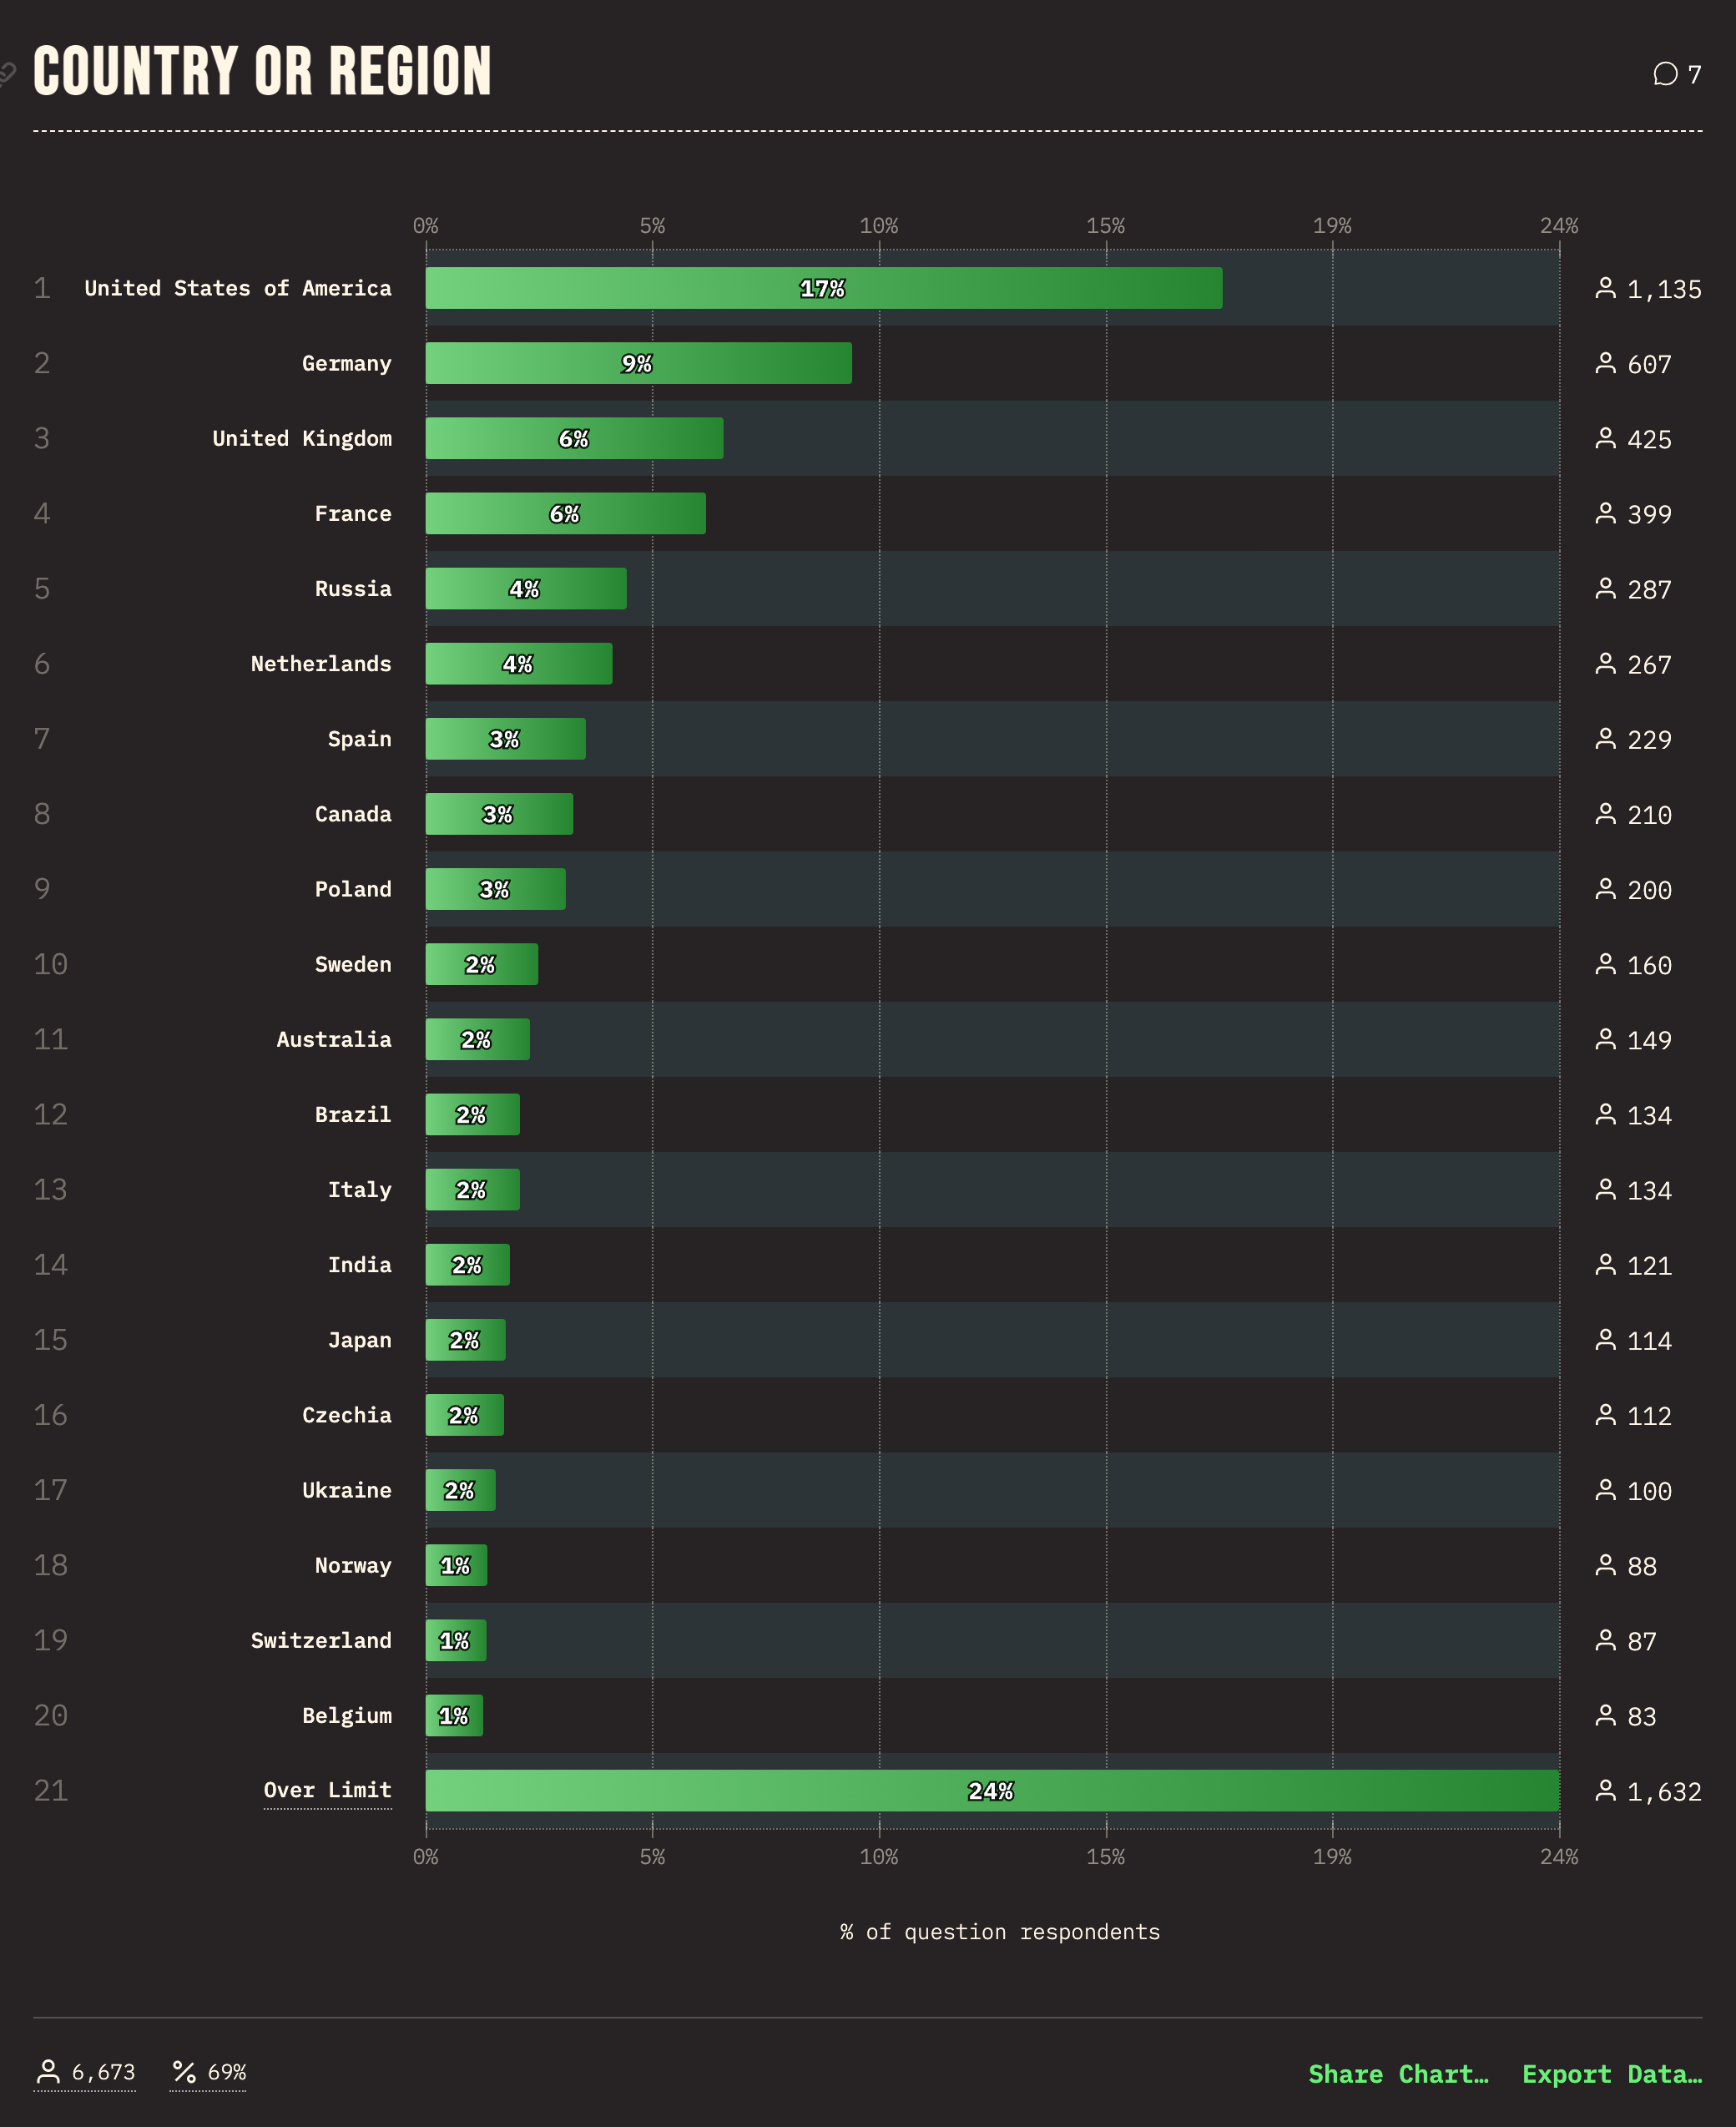 COUNTRY OR REGION
7
0% 5% 10% 15% 19% 24%
1 United States of America 17% 1,135
2 Germany 9% 607
3 United Kingdom 6% 425
4 France 6% 399
5 Russia 4% 287
6 Netherlands 4% 267
7 Spain 3% 229
8 Canada 3% 210
9 Poland 3% 200
10 Sweden 2% 160
11 Australia 2% 149
12 Brazil 2% 134
13 Italy 2% 134
14 India 2% 121
15 Japan 2% 114
16 Czechia 2% 112
17 Ukraine 2% 100
18 Norway 1% 88
19 Switzerland 1% 87
20 Belgium 1% 83
21 Over Limit 24% 1,632
0% 5% 10% 15% 19% 24%
% of question respondents
6,673 % 69% Share Chart… Export Data…